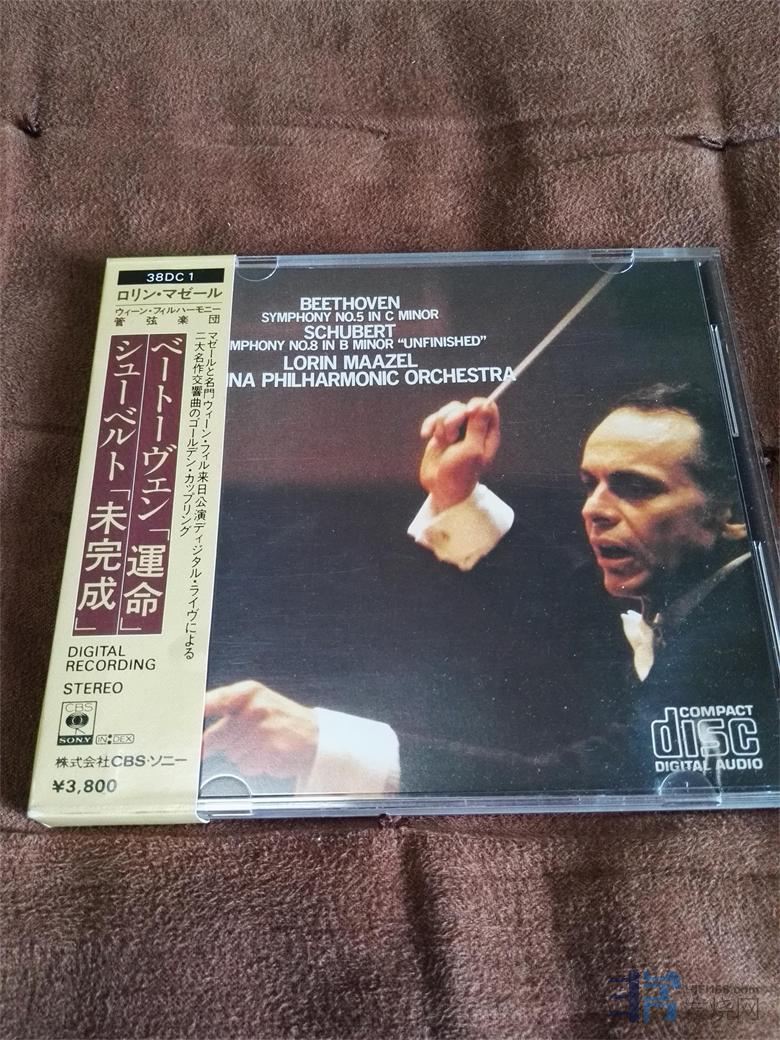 38DC 1
ロリン・マゼール
ウィーン・フィルハーモニー
管弦楽団
マゼールと名門ウィーン・フィル来日公演ディジタル・ライヴによる
二大名作交響曲のゴールデン・カップリング
ベートーヴェン「運命」
シューベルト「未完成」
DIGITAL
RECORDING
STEREO
CBS
SONY
INDEX
株式会社CBS・ソニー
¥3,800
BEETHOVEN
SYMPHONY NO.5 IN C MINOR
SCHUBERT
MPHONY NO.8 IN B MINOR “UNFINISHED”
LORIN MAAZEL
NA PHILHARMONIC ORCHESTRA
COMPACT
disc
DIGITAL AUDIO